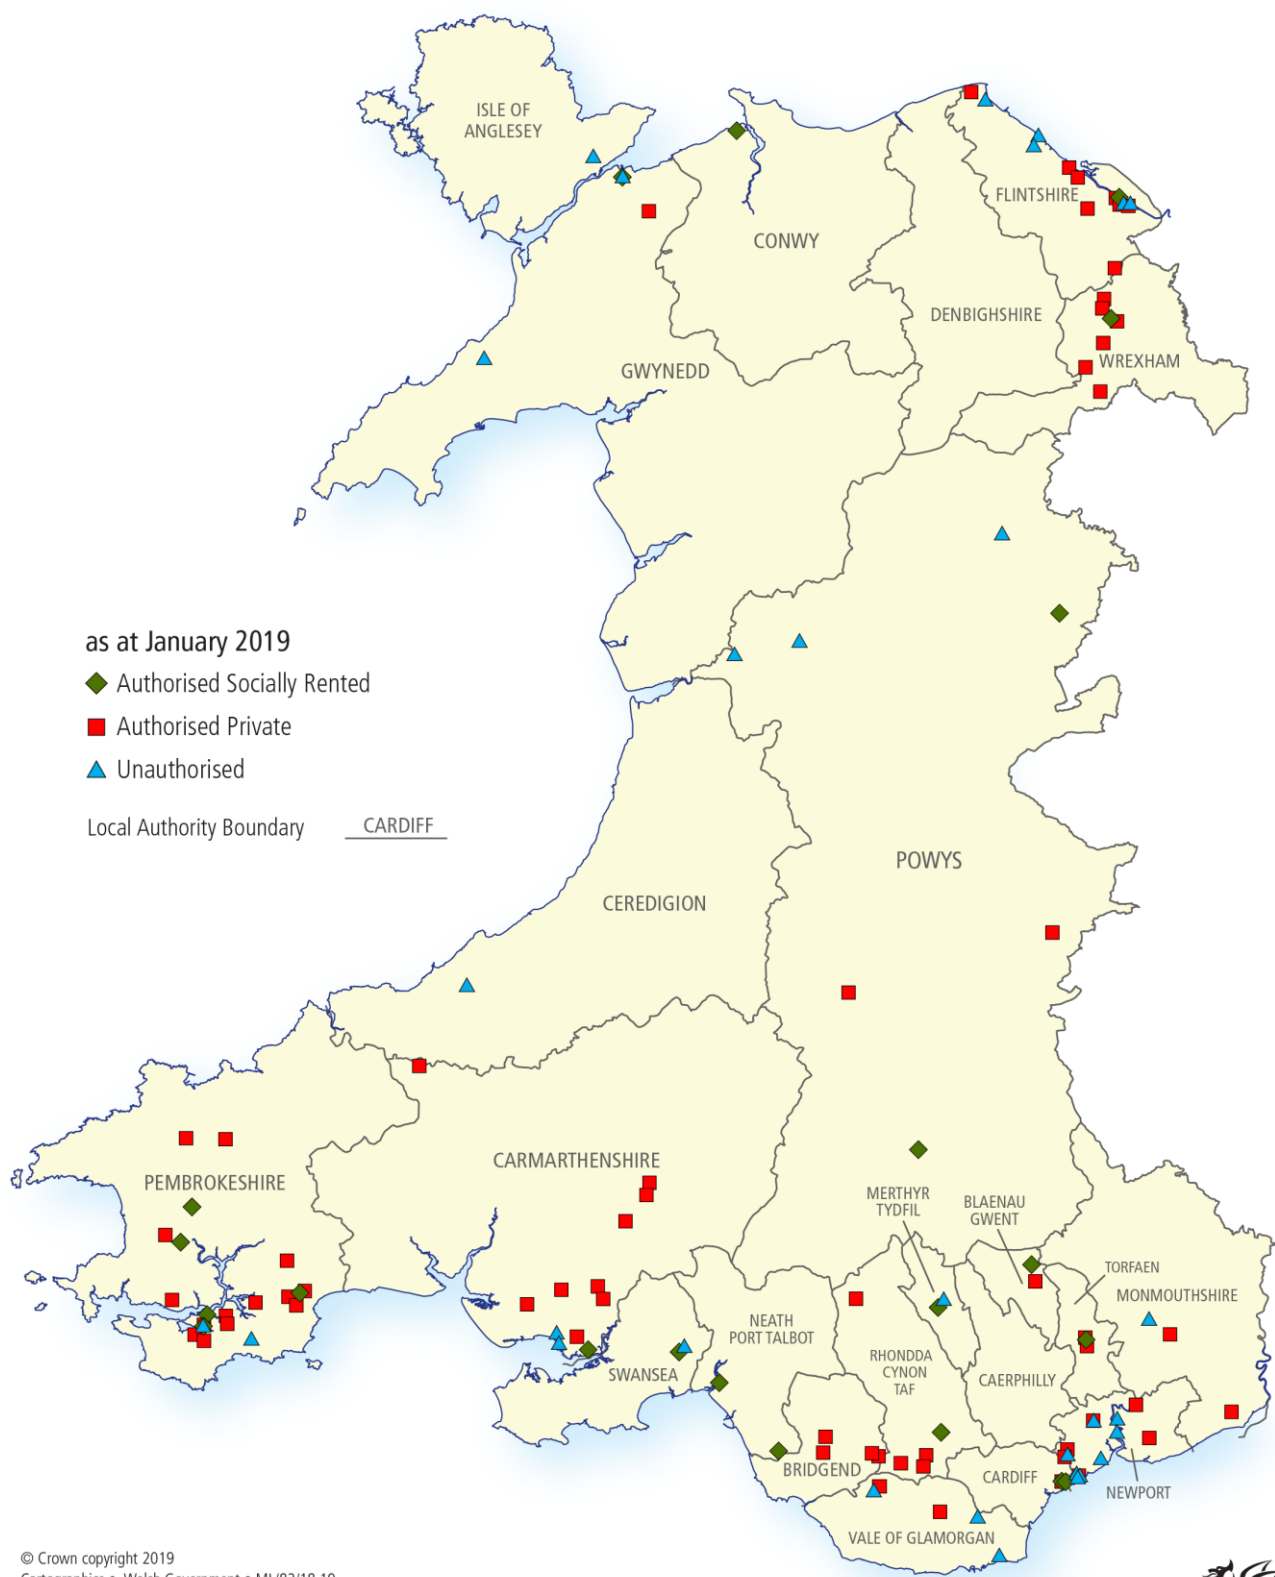 ISLE OF
ANGLESEY
FLINTSHIRE
CONWY
DENBIGHSHIRE
WREXHAM
GWYNEDD
as at January 2019
Authorised Socially Rented
Authorised Private
Unauthorised
Local Authority Boundary CARDIFF
POWYS
CEREDIGION
CARMARTHENSHIRE
PEMBROKESHIRE
MERTHYR
TYDFIL
BLAENAU
GWENT
TORFAEN
MONMOUTHSHIRE
NEATH
PORT TALBOT
RHONDDA
CYNON
TAF
SWANSEA
CAERPHILLY
BRIDGEND
CARDIFF
NEWPORT
VALE OF GLAMORGAN
© Crown copyright 2019